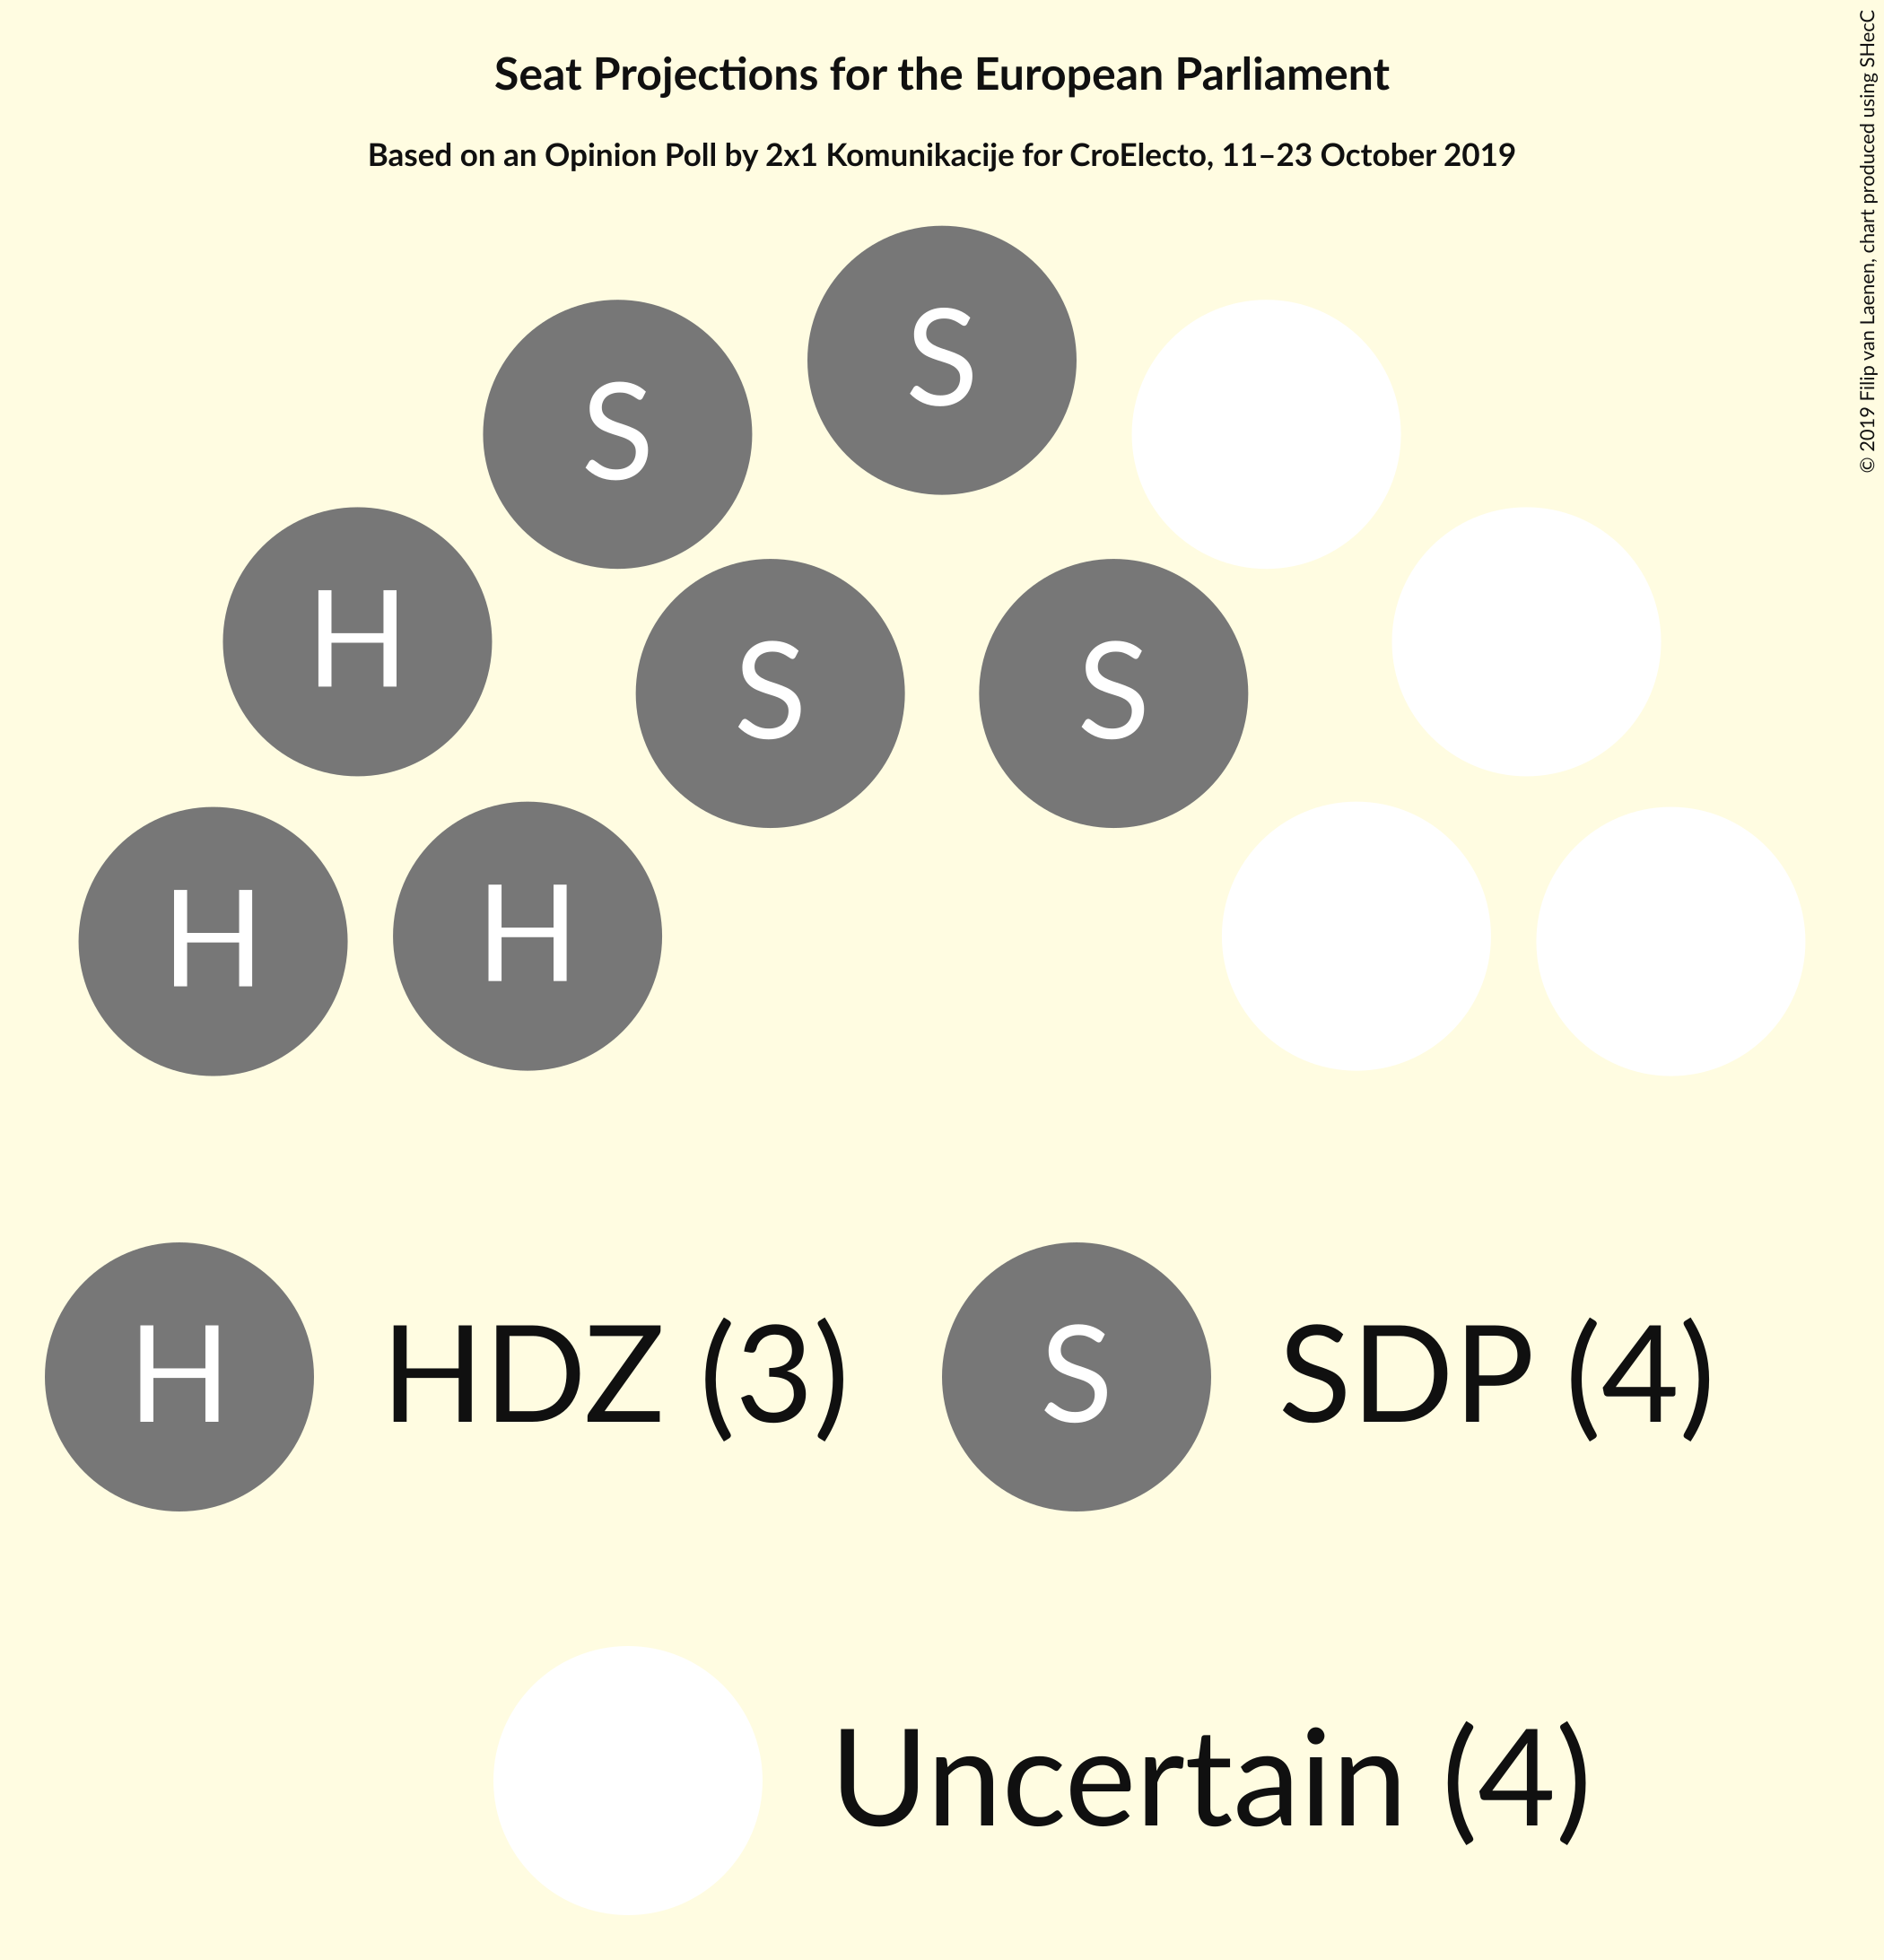 Seat Projections for the European Parliament
Based on an Opinion Poll by 2x1 Komunikacije for CroElecto, 11–23 October 2019
© 2019 Filip van Laenen, chart produced using SHecC
S
S
H
S
S
H
H
H
HDZ (3)
S
SDP (4)
Uncertain (4)